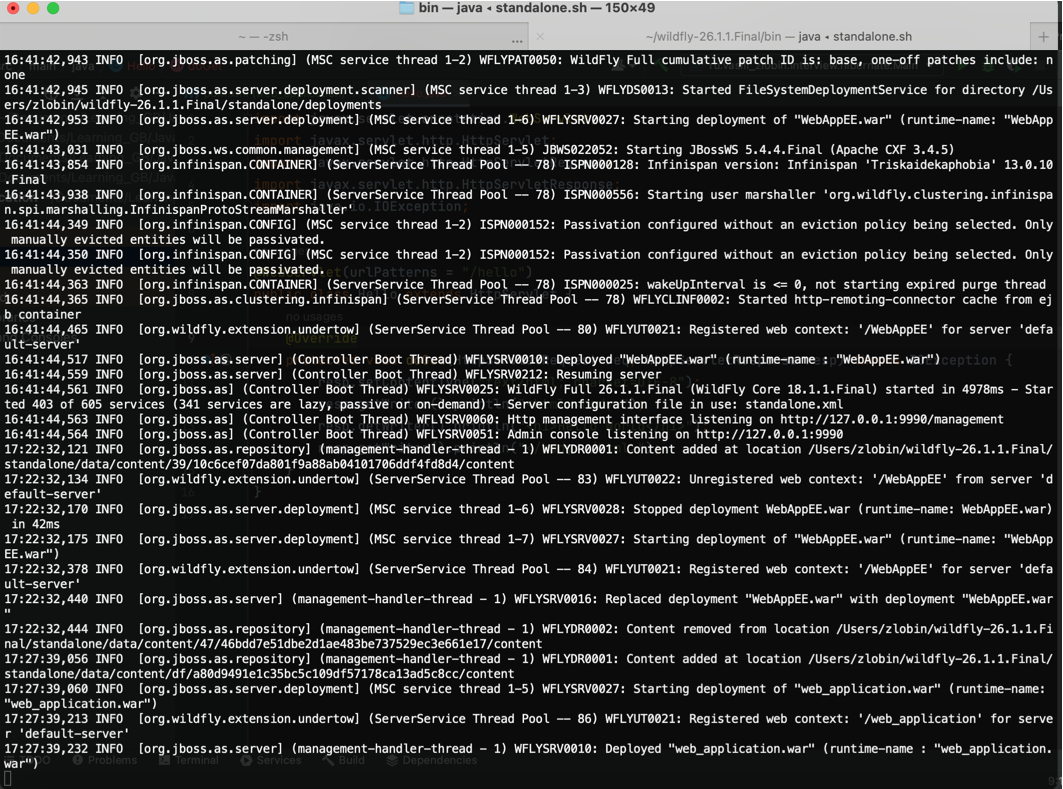 bin — java ◂ standalone.sh — 150×49
~ — -zsh
...
~/wildfly-26.1.1.Final/bin — java ◂ standalone.sh
+
16:41:42,943 INFO  [org.jboss.as.patching] (MSC service thread 1-2) WFLYPAT0050: WildFly Full cumulative patch ID is: base, one-off patches include: n
one
16:41:42,945 INFO  [org.jboss.as.server.deployment.scanner] (MSC service thread 1-3) WFLYDS0013: Started FileSystemDeploymentService for directory /Us
ers/zlobin/wildfly-26.1.1.Final/standalone/deployments
16:41:42,953 INFO  [org.jboss.as.server.deployment] (MSC service thread 1-6) WFLYSRV0027: Starting deployment of "WebAppEE.war" (runtime-name: "WebApp
EE.war")
16:41:43,031 INFO  [org.jboss.ws.common.management] (MSC service thread 1-5) JBWS022052: Starting JBossWS 5.4.4.Final (Apache CXF 3.4.5)
16:41:43,854 INFO  [org.infinispan.CONTAINER] (ServerService Thread Pool -- 78) ISPN000128: Infinispan version: Infinispan 'Triskaidekaphobia' 13.0.10
.Final
16:41:43,938 INFO  [org.infinispan.CONTAINER] (ServerService Thread Pool -- 78) ISPN000556: Starting user marshaller 'org.wildfly.clustering.infinispa
n.spi.marshalling.InfinispanProtoStreamMarshaller'
16:41:44,349 INFO  [org.infinispan.CONFIG] (MSC service thread 1-2) ISPN000152: Passivation configured without an eviction policy being selected. Only
 manually evicted entities will be passivated.
16:41:44,350 INFO  [org.infinispan.CONFIG] (MSC service thread 1-2) ISPN000152: Passivation configured without an eviction policy being selected. Only
 manually evicted entities will be passivated.
16:41:44,363 INFO  [org.infinispan.CONTAINER] (ServerService Thread Pool -- 78) ISPN000025: wakeUpInterval is <= 0, not starting expired purge thread
16:41:44,365 INFO  [org.jboss.as.clustering.infinispan] (ServerService Thread Pool -- 78) WFLYCLINF0002: Started http-remoting-connector cache from ej
b container
16:41:44,465 INFO  [org.wildfly.extension.undertow] (ServerService Thread Pool -- 80) WFLYUT0021: Registered web context: '/WebAppEE' for server 'defa
ult-server'
16:41:44,517 INFO  [org.jboss.as.server] (Controller Boot Thread) WFLYSRV0010: Deployed "WebAppEE.war" (runtime-name : "WebAppEE.war")
16:41:44,559 INFO  [org.jboss.as.server] (Controller Boot Thread) WFLYSRV0212: Resuming server
16:41:44,561 INFO  [org.jboss.as] (Controller Boot Thread) WFLYSRV0025: WildFly Full 26.1.1.Final (WildFly Core 18.1.1.Final) started in 4978ms - Star
ted 403 of 605 services (341 services are lazy, passive or on-demand) - Server configuration file in use: standalone.xml
16:41:44,563 INFO  [org.jboss.as] (Controller Boot Thread) WFLYSRV0060: Http management interface listening on http://127.0.0.1:9990/management
16:41:44,564 INFO  [org.jboss.as] (Controller Boot Thread) WFLYSRV0051: Admin console listening on http://127.0.0.1:9990
17:22:32,121 INFO  [org.jboss.as.repository] (management-handler-thread - 1) WFLYDR0001: Content added at location /Users/zlobin/wildfly-26.1.1.Final/
standalone/data/content/39/10c6cef07da801f9a88ab04101706ddf4fd8d4/content
17:22:32,134 INFO  [org.wildfly.extension.undertow] (ServerService Thread Pool -- 83) WFLYUT0022: Unregistered web context: '/WebAppEE' from server 'd
efault-server'
17:22:32,170 INFO  [org.jboss.as.server.deployment] (MSC service thread 1-6) WFLYSRV0028: Stopped deployment WebAppEE.war (runtime-name: WebAppEE.war)
 in 42ms
17:22:32,175 INFO  [org.jboss.as.server.deployment] (MSC service thread 1-7) WFLYSRV0027: Starting deployment of "WebAppEE.war" (runtime-name: "WebApp
EE.war")
17:22:32,378 INFO  [org.wildfly.extension.undertow] (ServerService Thread Pool -- 84) WFLYUT0021: Registered web context: '/WebAppEE' for server 'defa
ult-server'
17:22:32,440 INFO  [org.jboss.as.server] (management-handler-thread - 1) WFLYSRV0016: Replaced deployment "WebAppEE.war" with deployment "WebAppEE.war
"
17:22:32,444 INFO  [org.jboss.as.repository] (management-handler-thread - 1) WFLYDR0002: Content removed from location /Users/zlobin/wildfly-26.1.1.Fi
nal/standalone/data/content/47/46bdd7e51dbe2d1ae483be737529ec3e661e17/content
17:27:39,056 INFO  [org.jboss.as.repository] (management-handler-thread - 1) WFLYDR0001: Content added at location /Users/zlobin/wildfly-26.1.1.Final/
standalone/data/content/df/a80d9491e1c35bc5c109df57178ca13ad5c8cc/content
17:27:39,060 INFO  [org.jboss.as.server.deployment] (MSC service thread 1-5) WFLYSRV0027: Starting deployment of "web_application.war" (runtime-name:
"web_application.war")
17:27:39,213 INFO  [org.wildfly.extension.undertow] (ServerService Thread Pool -- 86) WFLYUT0021: Registered web context: '/web_application' for serve
r 'default-server'
17:27:39,232 INFO  [org.jboss.as.server] (management-handler-thread - 1) WFLYSRV0010: Deployed "web_application.war" (runtime-name : "web_application.
war")
Problems
Terminal
Services
Build
Dependencies